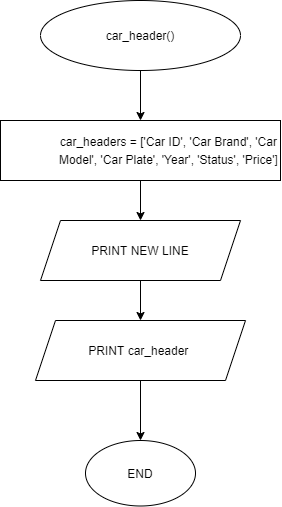 car_header()
car_headers = ['Car ID', 'Car Brand', 'Car
Model', 'Car Plate', 'Year', 'Status', 'Price']
PRINT NEW LINE
PRINT car_header
END